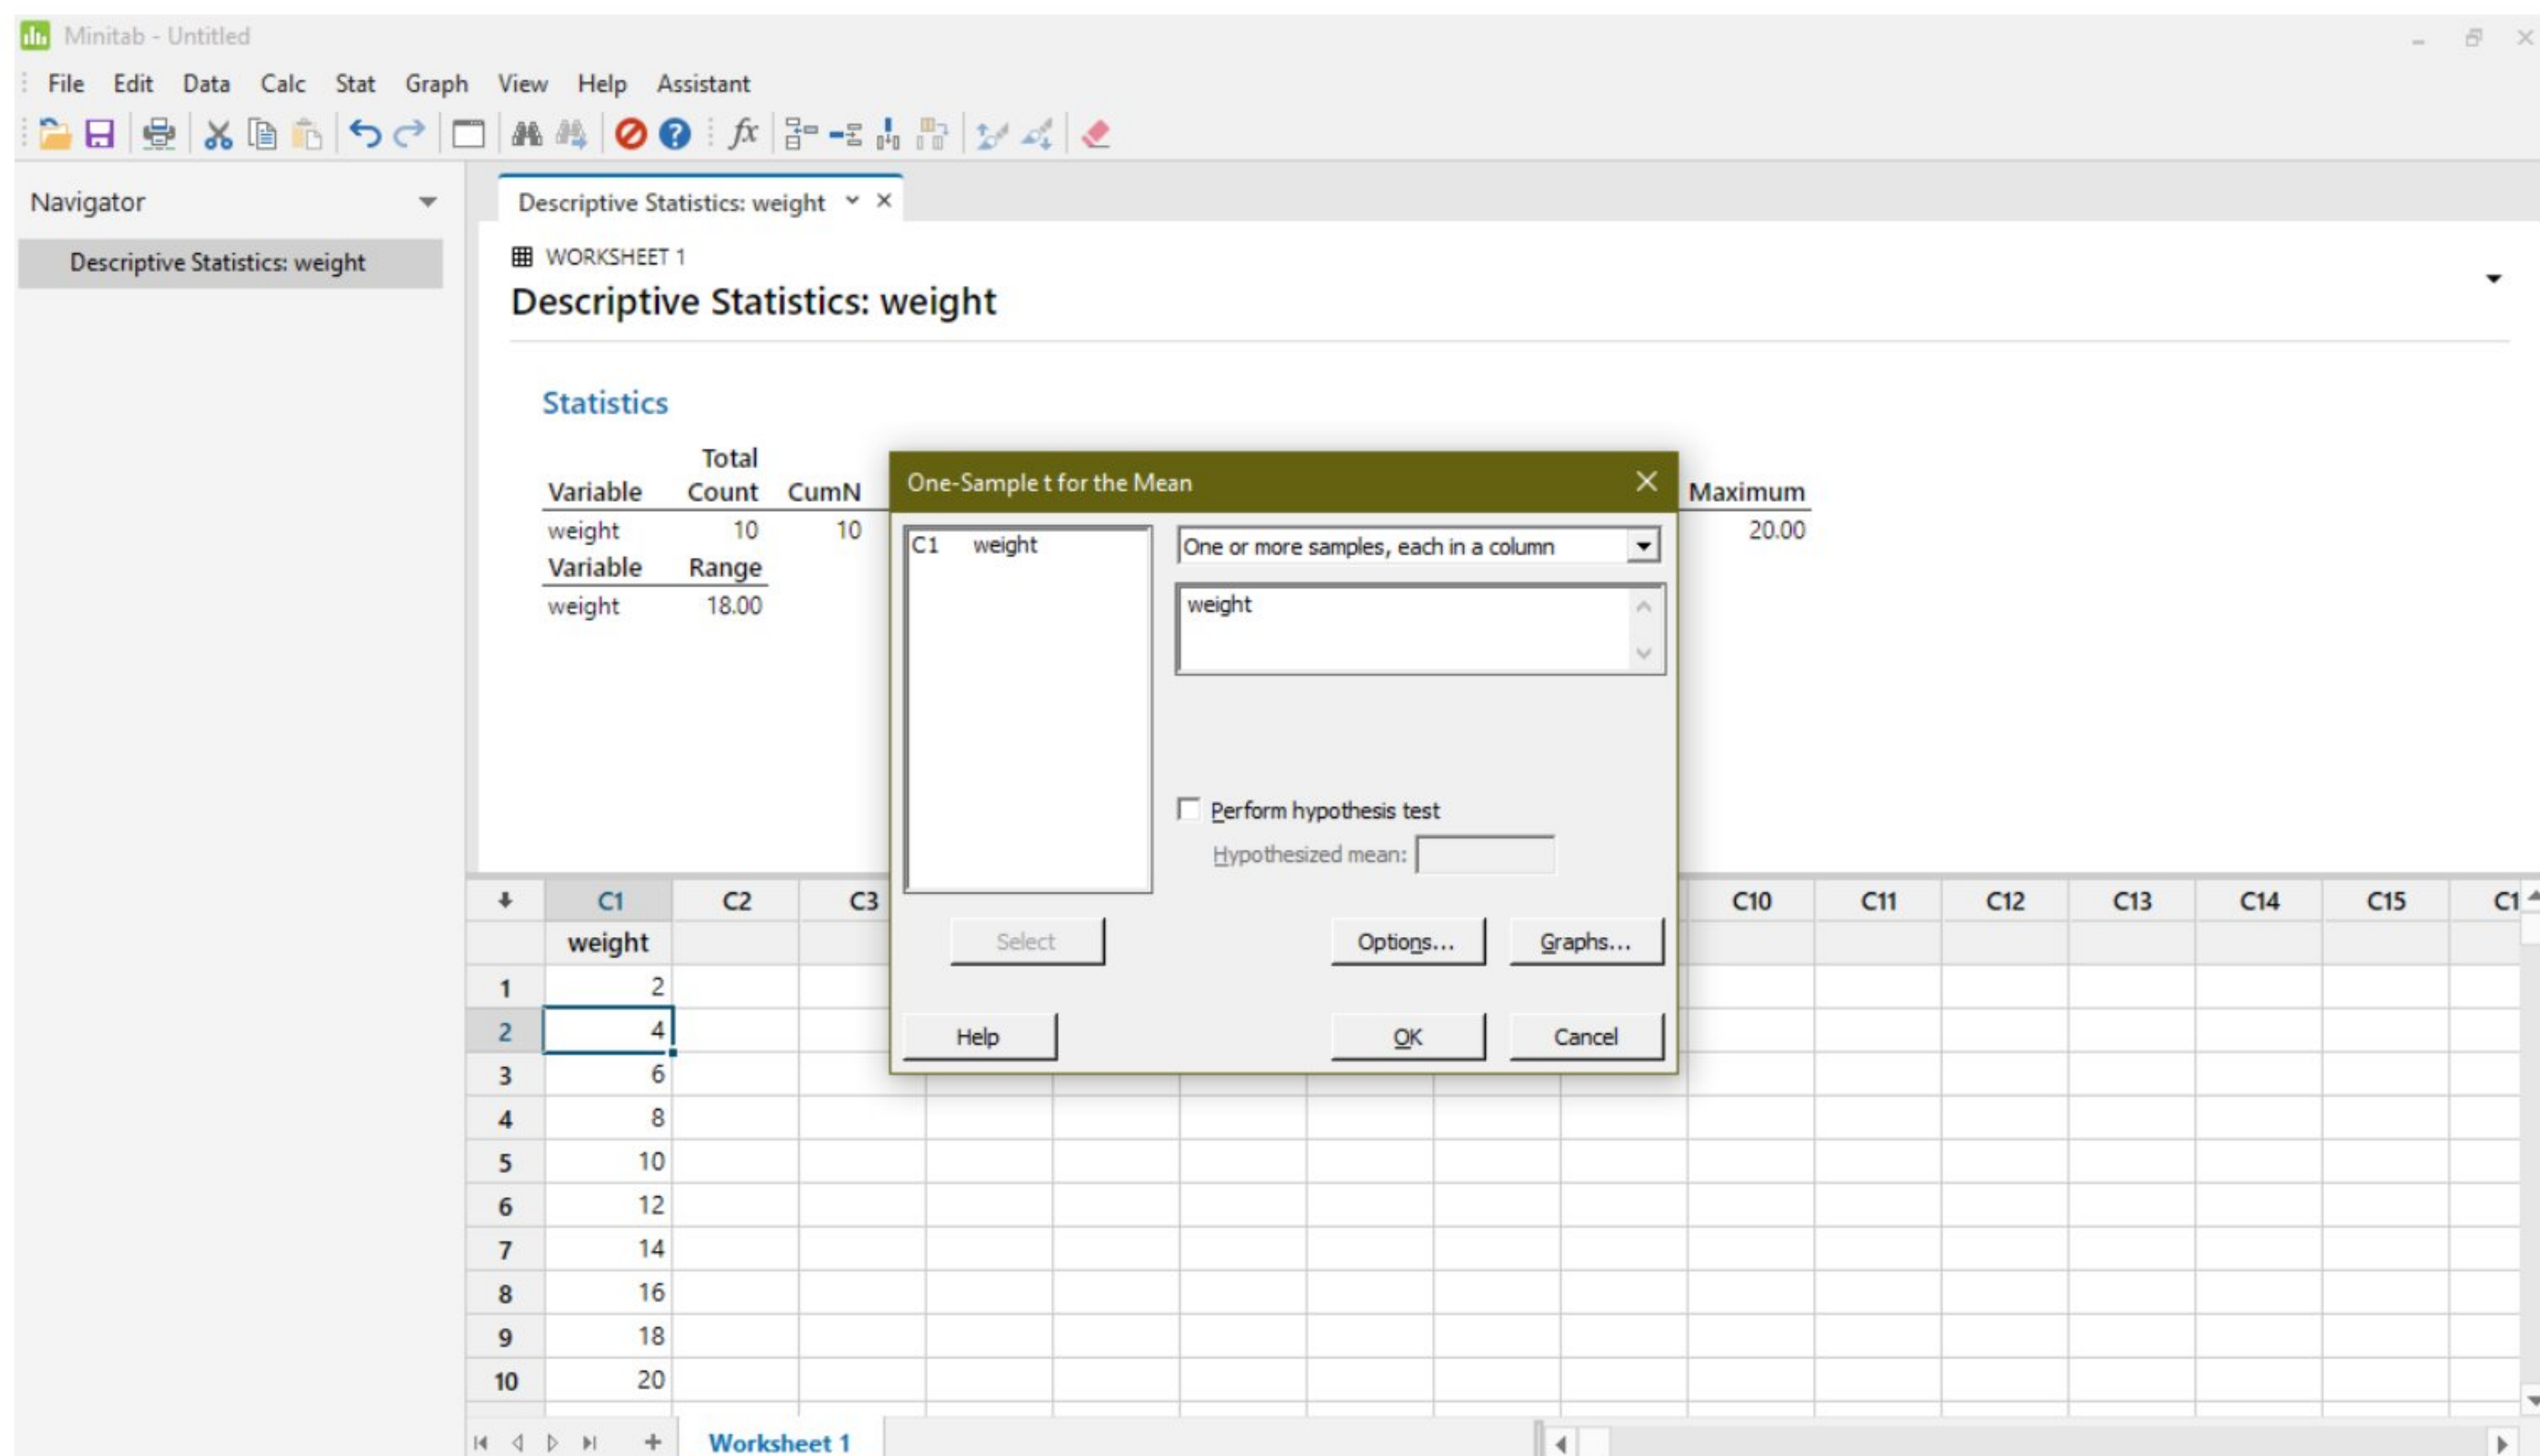 Minitab - Untitled
File Edit Data Calc Stat Graph View Help Assistant
fx
Navigator
Descriptive Statistics: weight
Descriptive Statistics: weight
WORKSHEET 1
Descriptive Statistics: weight
Statistics
Total
Variable Count CumN Maximum
weight 10 10 20.00
Variable Range
weight 18.00
One-Sample t for the Mean
C1 weight
One or more samples, each in a column
weight
Perform hypothesis test
Hypothesized mean:
Select Options... Graphs...
Help OK Cancel
C1 C2 C3 C10 C11 C12 C13 C14 C15 C1
weight
1 2
2 4
3 6
4 8
5 10
6 12
7 14
8 16
9 18
10 20
Worksheet 1